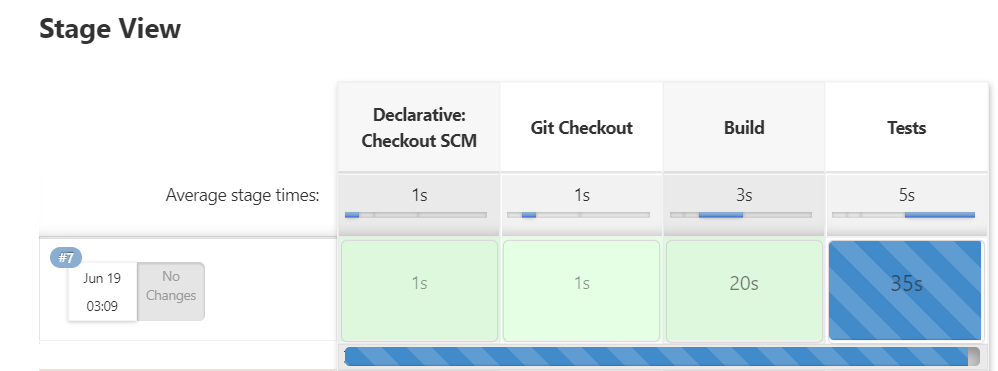 Stage View
Declarative:
Checkout SCM
Git Checkout
Build
Tests
Average stage times:
1s
1s
3s
5s
#7
Jun 19
03:09
No
Changes
1s
1s
20s
35s